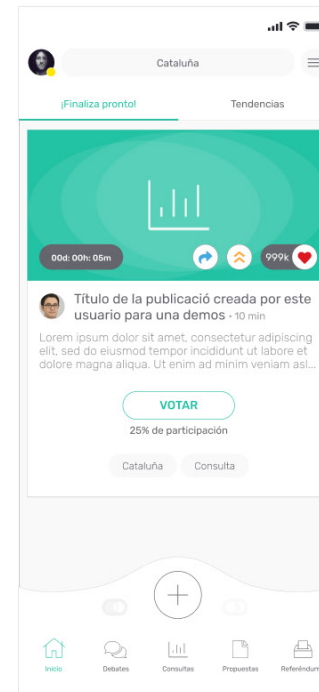 Cataluña
¡Finaliza pronto!
Tendencias
00d: 00h: 05m
999k
Título de la publicació creada por este
usuario para una demos · 10 min
Lorem ipsum dolor sit amet, consectetur adipiscing
elit, sed do eiusmod tempor incididunt ut labore et
dolore magna aliqua. Ut enim ad minim veniam asl...
VOTAR
25% de participación
Cataluña
Consulta
Inicio
Debates
Consultas
Propuestas
Referéndum